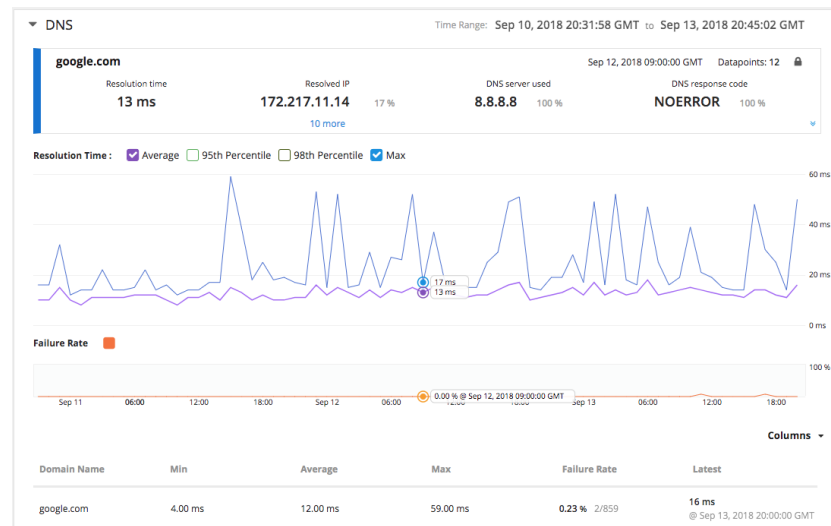 DNS
Time Range: Sep 10, 2018 20:31:58 GMT to Sep 13, 2018 20:45:02 GMT
google.com
Sep 12, 2018 09:00:00 GMT Datapoints: 12
Resolution time Resolved IP DNS server used DNS response code
13 ms 172.217.11.14 17 % 8.8.8.8 100 % NOERROR 100 %
10 more
Resolution Time : Average 95th Percentile 98th Percentile Max
60 ms
40 ms
20 ms
17 ms
13 ms
0 ms
Failure Rate
100 %
0.00 % @ Sep 12, 2018 09:00:00 GMT
Sep 11 06:00 12:00 18:00 Sep 12 06:00 12:00 18:00 Sep 13 06:00 12:00 18:00
Columns
Domain Name Min Average Max Failure Rate Latest
google.com 4.00 ms 12.00 ms 59.00 ms 0.23 % 2/859 16 ms
@ Sep 13, 2018 20:00:00 GMT